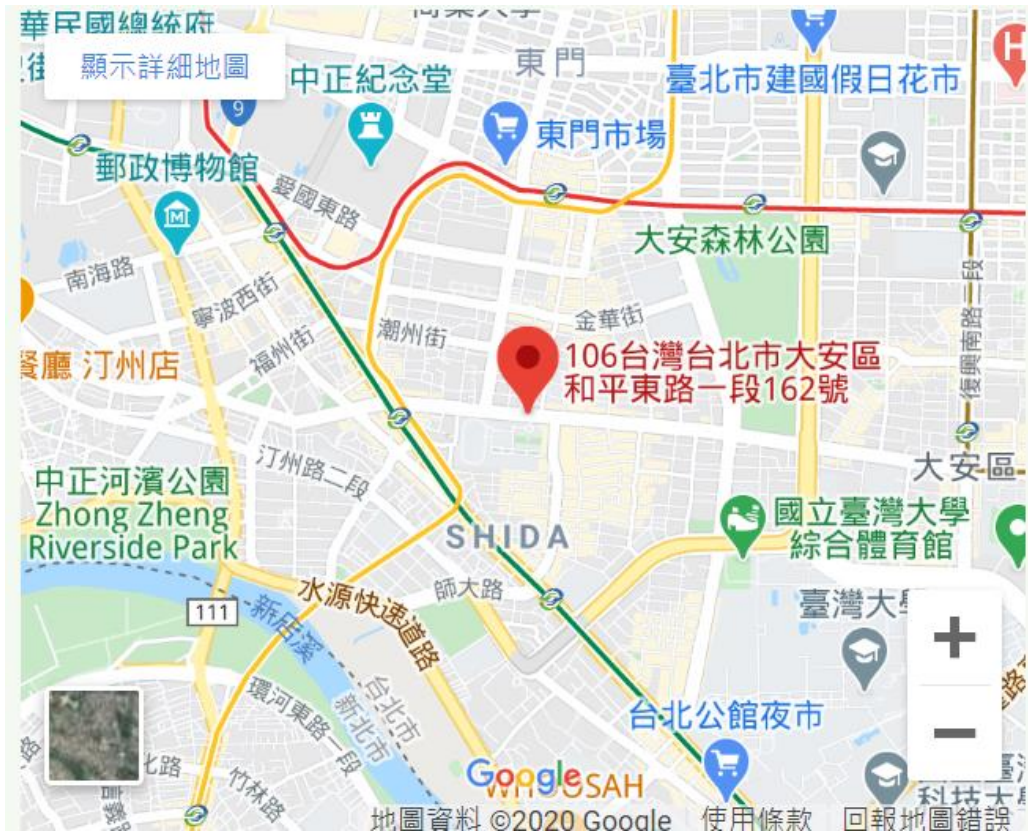 華民國總統府
顯示詳細地圖
9
中正紀念堂
東門
臺北市建國假日花市
H
東門市場
郵政博物館
M
愛國東路
大安森林公園
南海路
寧波西街
金華街
復興南路二段
潮州街
福州街
餐廳 汀州店
106台灣台北市大安區
和平東路一段162號
汀州路二段
大安區
中正河濱公園
Zhong Zheng
Riverside Park
國立臺灣大學
綜合體育館
SHIDA
師大路
水源快速道路
111
新店溪
臺灣大學
+
台北市
新北市
環河東路一段
台北公館夜市
−
竹林路
Google
地圖資料 ©2020 Google
使用條款
回報地圖錯誤